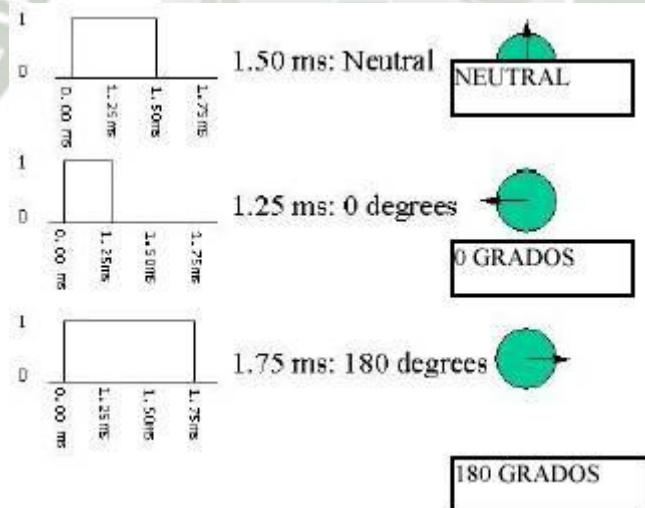 1
0
0.00 ms
1.25ms
1.50ms
1.75ms
1.50 ms: Neutral
NEUTRAL
1
0
0.00 ms
1.25ms
1.50ms
1.75ms
1.25 ms: 0 degrees
0 GRADOS
1
0
0.00 ms
1.25ms
1.50ms
1.75ms
1.75 ms: 180 degrees
180 GRADOS